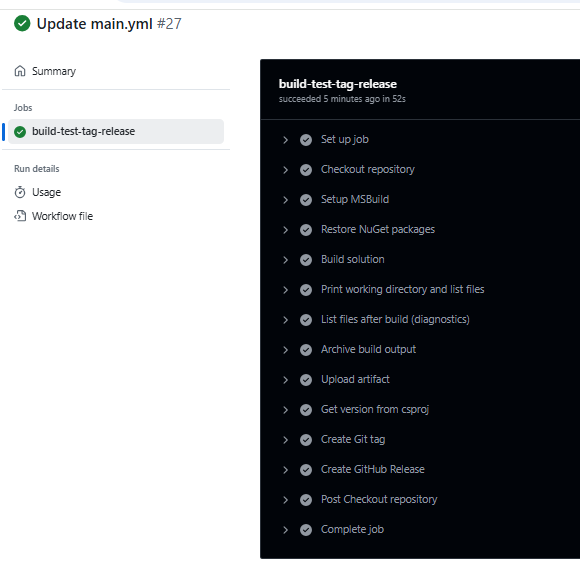 Update main.yml #27
Summary
Jobs
build-test-tag-release
Run details
Usage
Workflow file
build-test-tag-release
succeeded 5 minutes ago in 52s
Set up job
Checkout repository
Setup MSBuild
Restore NuGet packages
Build solution
Print working directory and list files
List files after build (diagnostics)
Archive build output
Upload artifact
Get version from csproj
Create Git tag
Create GitHub Release
Post Checkout repository
Complete job